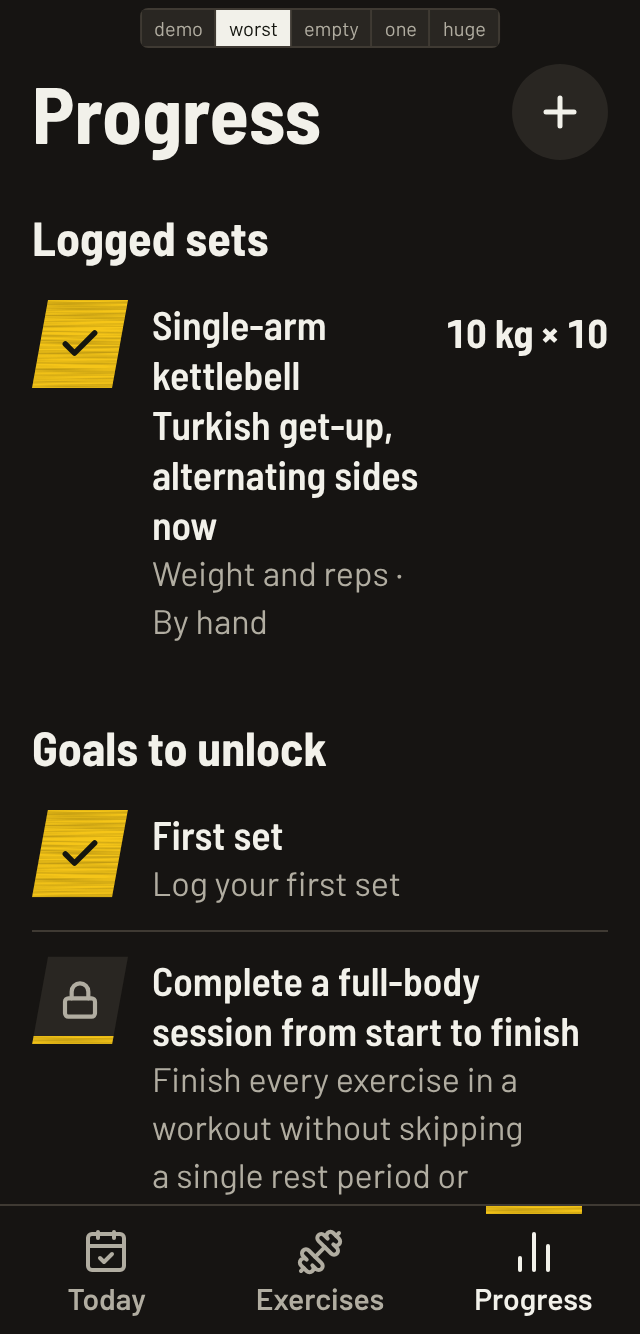 demo worst empty one huge
Progress
Logged sets
Single-arm
kettlebell
Turkish get-up,
alternating sides
now
10 kg × 10
Weight and reps ·
By hand
Goals to unlock
First set
Log your first set
Complete a full-body
session from start to finish
Finish every exercise in a
workout without skipping
a single rest period or
Today Exercises Progress